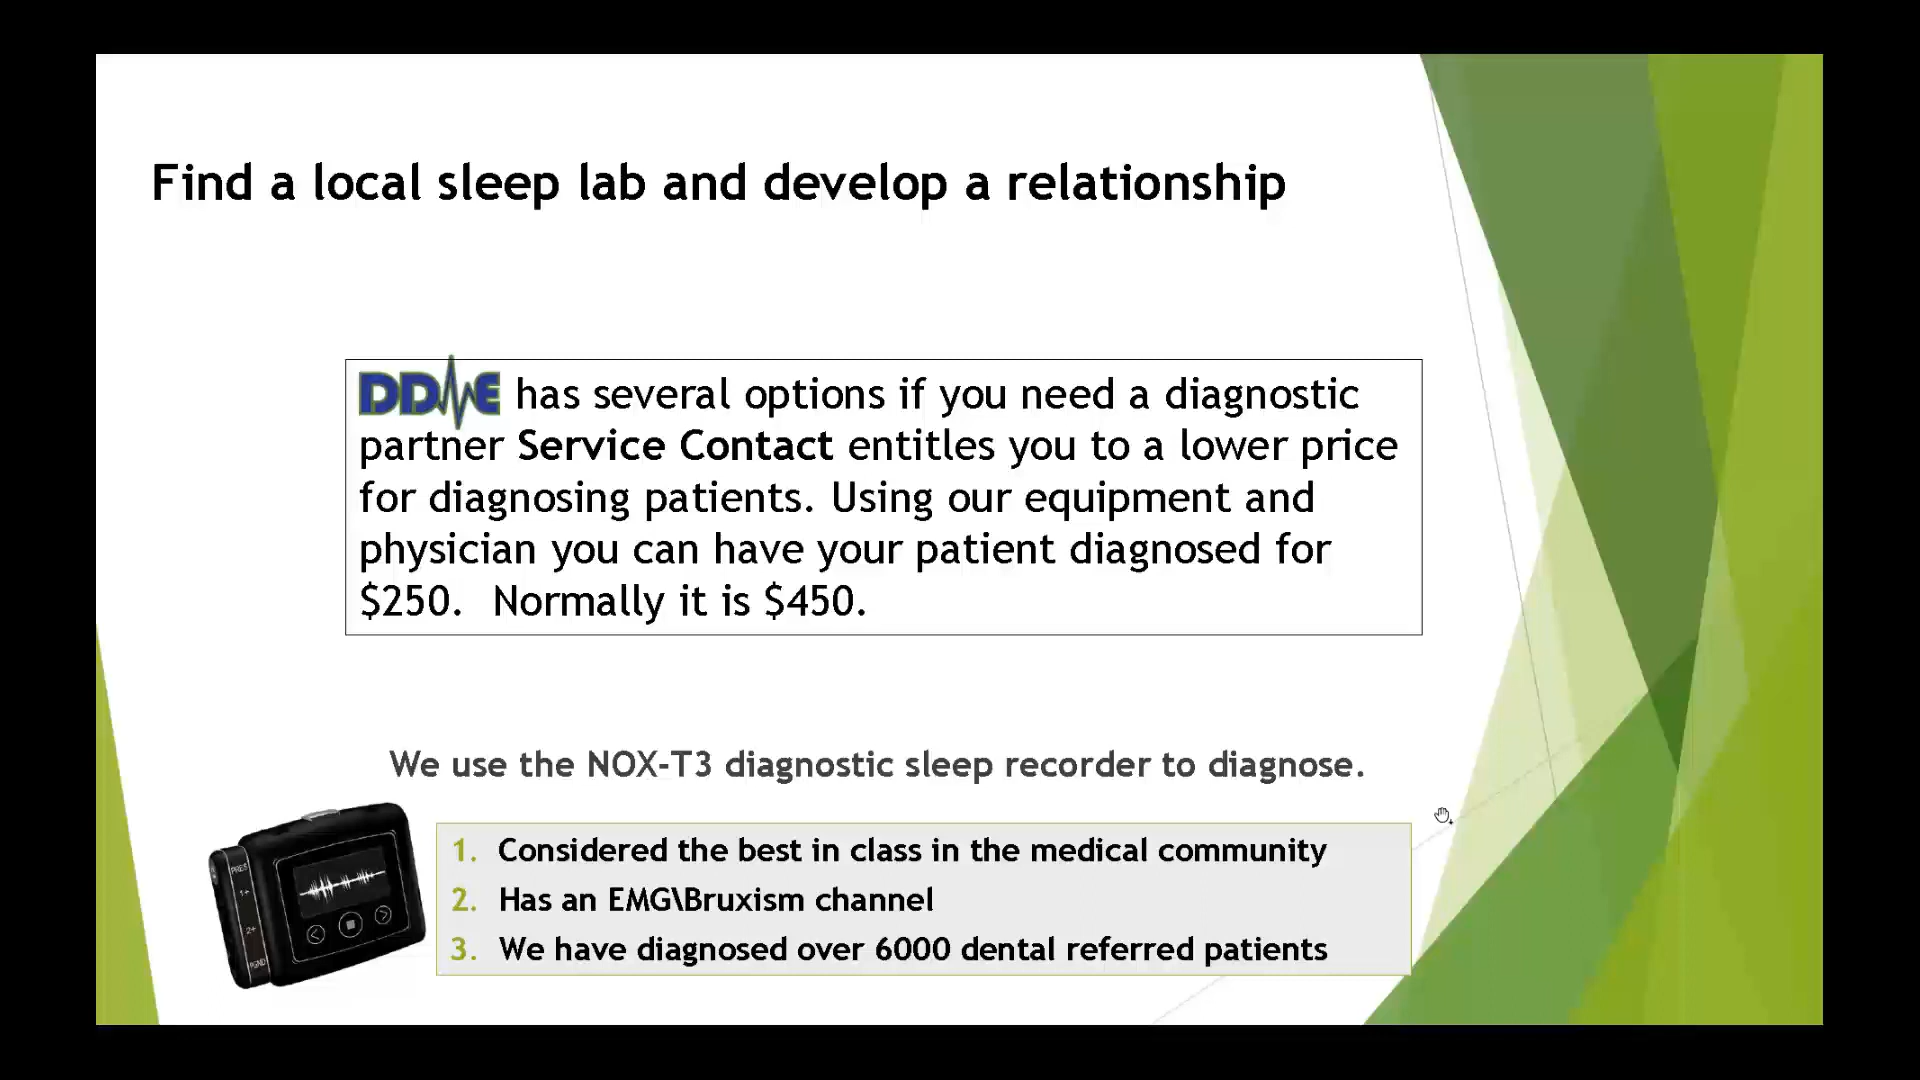 Find a local sleep lab and develop a relationship
DDME has several options if you need a diagnostic
partner Service Contact entitles you to a lower price
for diagnosing patients. Using our equipment and
physician you can have your patient diagnosed for
$250. Normally it is $450.
We use the NOX-T3 diagnostic sleep recorder to diagnose.
1. Considered the best in class in the medical community
2. Has an EMG\Bruxism channel
3. We have diagnosed over 6000 dental referred patients
PRES
1+
2+
PGND